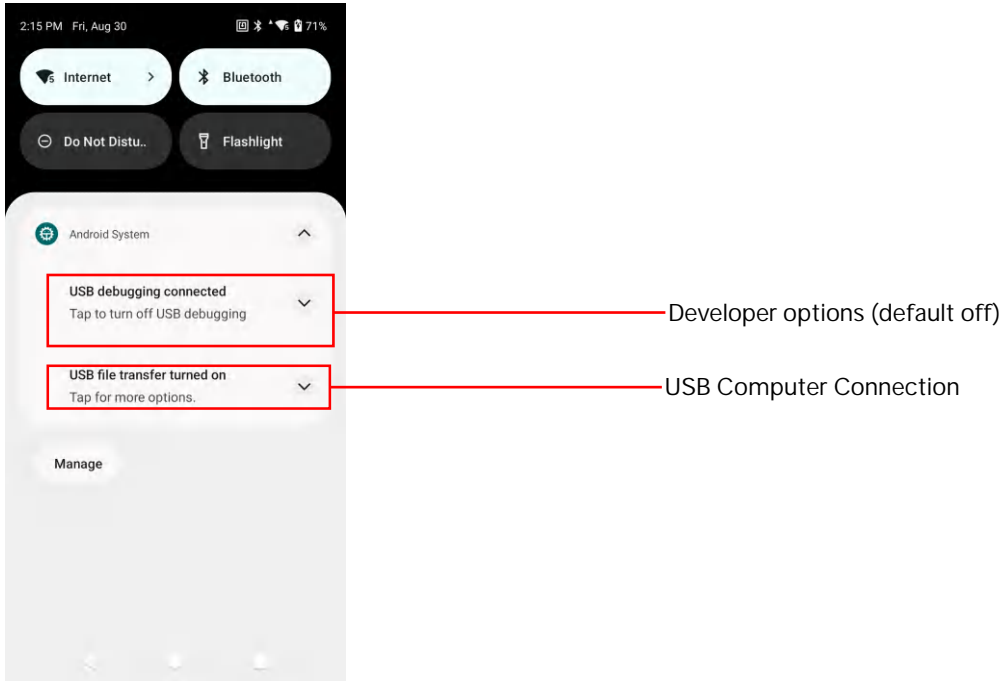 2:15 PM Fri, Aug 30 71%
Internet Bluetooth
Do Not Distu.. Flashlight
Android System
USB debugging connected
Tap to turn off USB debugging
Developer options (default off)
USB file transfer turned on
Tap for more options.
USB Computer Connection
Manage